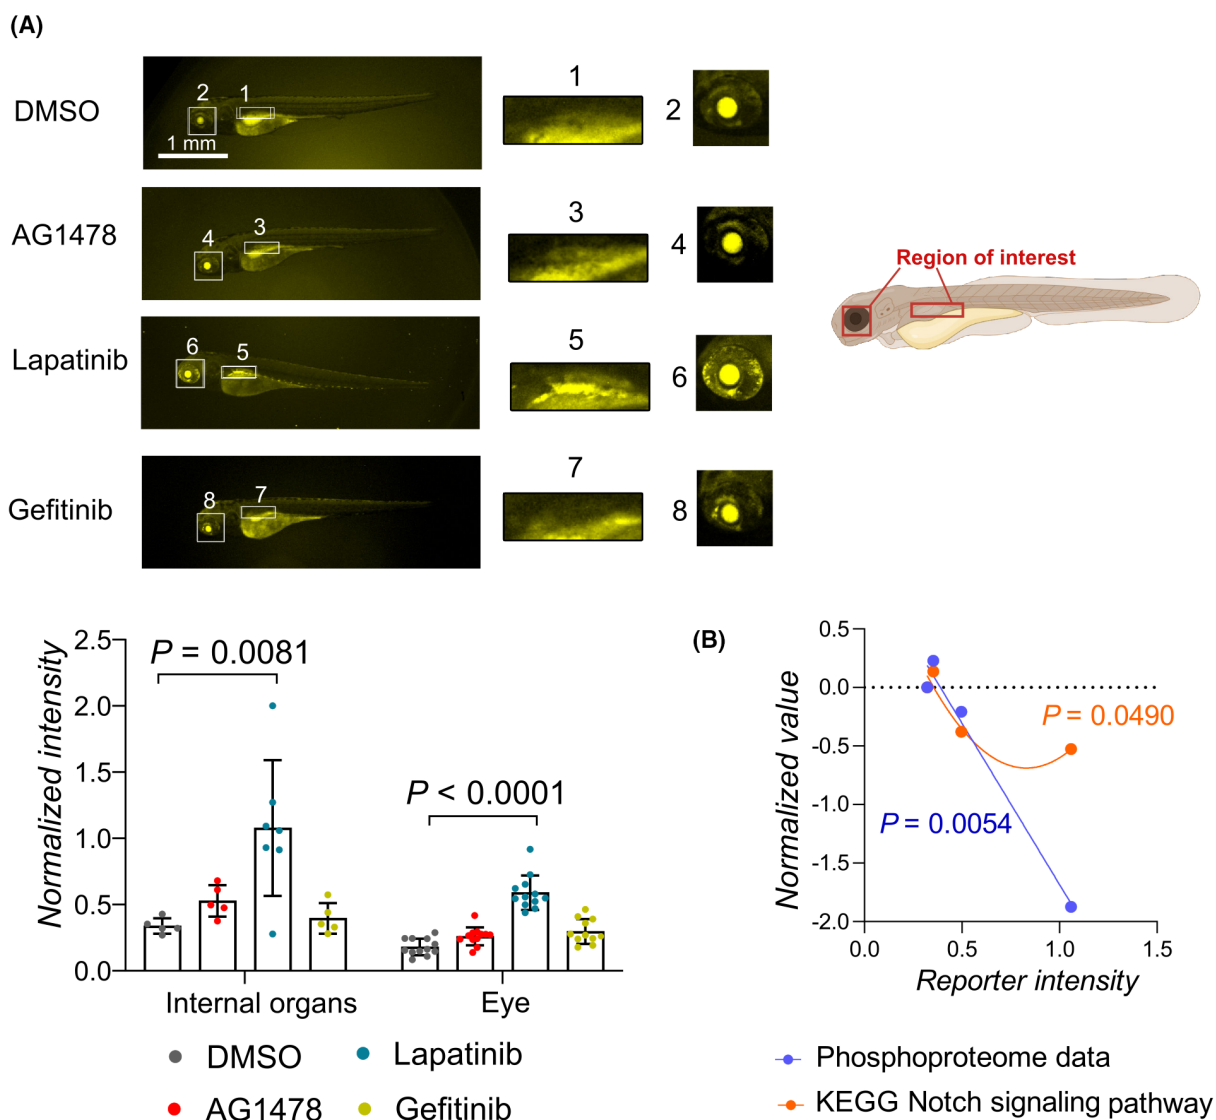 (A)
DMSO
2 1
1 mm
1
2
AG1478
4 3
3
4
Region of interest
Lapatinib
6 5
5
6
Gefitinib
8 7
7
8
Normalized intensity
2.5
2.0
1.5
1.0
0.5
0.0
P = 0.0081
P < 0.0001
Internal organs Eye
DMSO Lapatinib
AG1478 Gefitinib
(B)
Normalized value
0.5
0.0
-0.5
-1.0
-1.5
-2.0
P = 0.0490
P = 0.0054
0.0 0.5 1.0 1.5
Reporter intensity
Phosphoproteome data
KEGG Notch signaling pathway